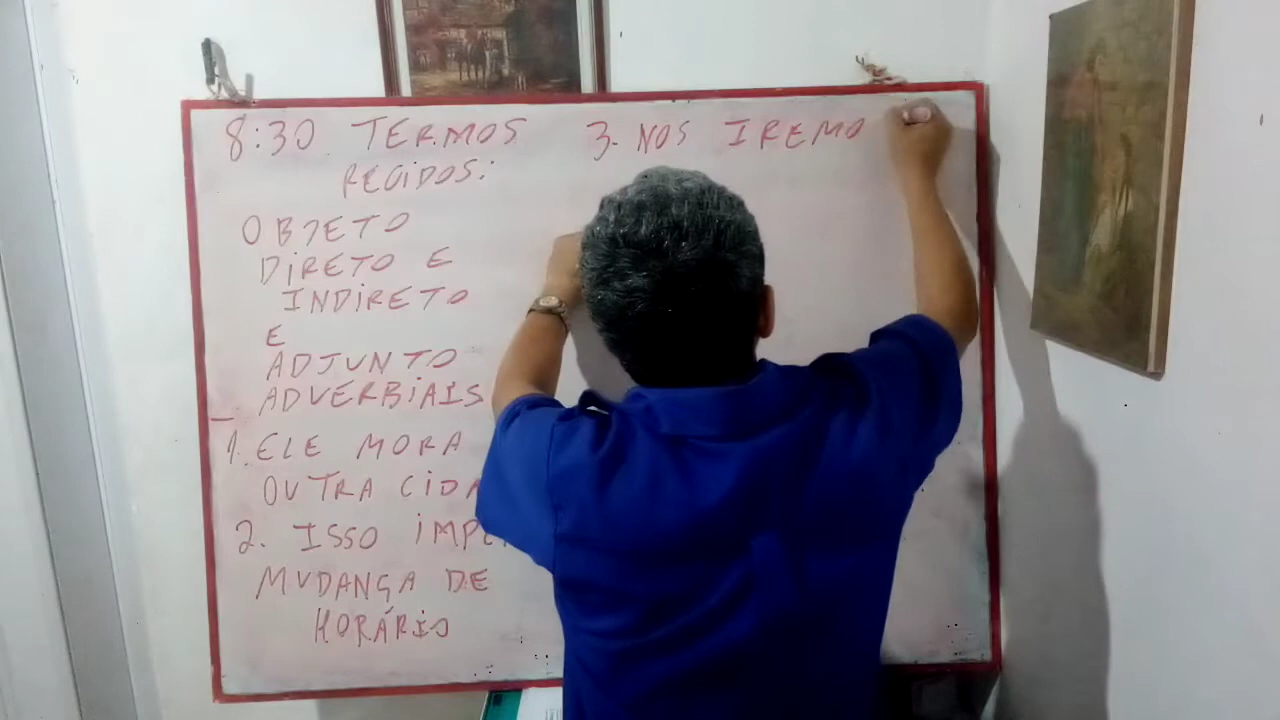 8:30 TERMOS
REGIDOS:
OBJETO
DIRETO E
INDIRETO
E
ADJUNTO
ADVERBIAIS
1. ELE MORA
OUTRA CIDA
2. ISSO IMPE
MUDANÇA DE
HORÁRIO
3. NOS IREMO